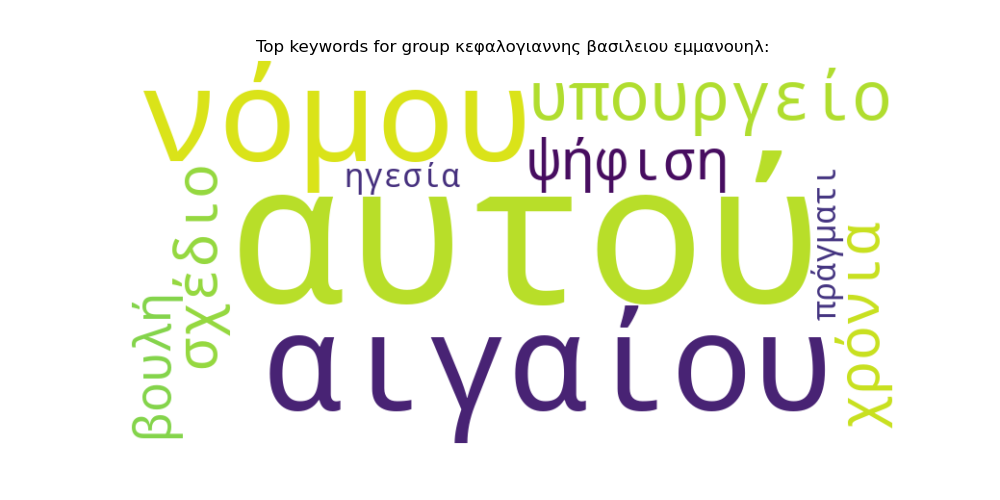 Top keywords for group κεφαλογιαννης βασιλειου εμμανουηλ:
νόμου
υπουργείο
ψήφιση
ηγεσία
αυτού
σχέδιο
βουλή
πράγματι
χρόνια
αιγαίου